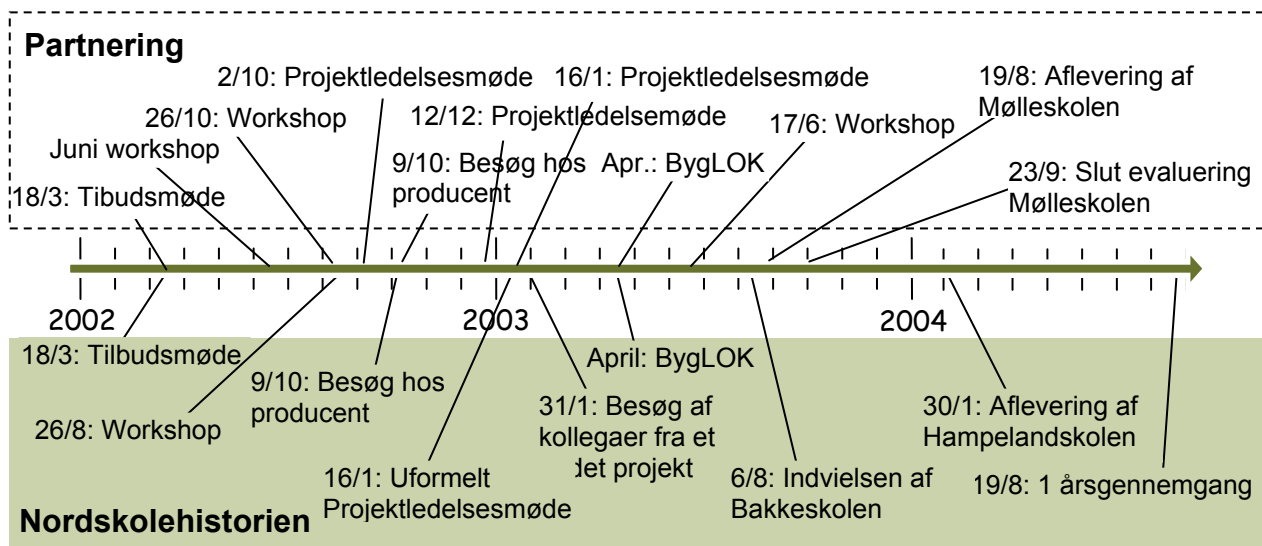 Partnering
2/10: Projektledelsesmøde
16/1: Projektledelsesmøde
19/8: Aflevering af
Mølleskolen
26/10: Workshop
12/12: Projektledelsemøde
17/6: Workshop
Juni workshop
9/10: Besøg hos
producent
Apr.: BygLOK
23/9: Slut evaluering
Mølleskolen
18/3: Tibudsmøde
2002
2003
2004
18/3: Tilbudsmøde
9/10: Besøg hos
producent
April: BygLOK
26/8: Workshop
31/1: Besøg af
kollegaer fra et
det projekt
30/1: Aflevering af
Hampelandskolen
16/1: Uformelt
Projektledelsesmøde
6/8: Indvielsen af
Bakkeskolen
19/8: 1 årsgennemgang
Nordskolehistorien